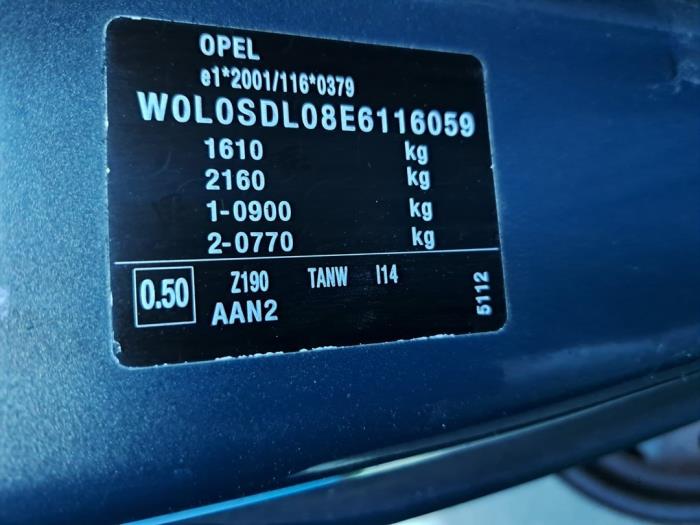 OPEL
e1*2001/116*0379
W0L0SDL08E6116059
1610 kg
2160 kg
1-0900 kg
2-0770 kg
0.50 Z190 TANW I14
AAN2
5112